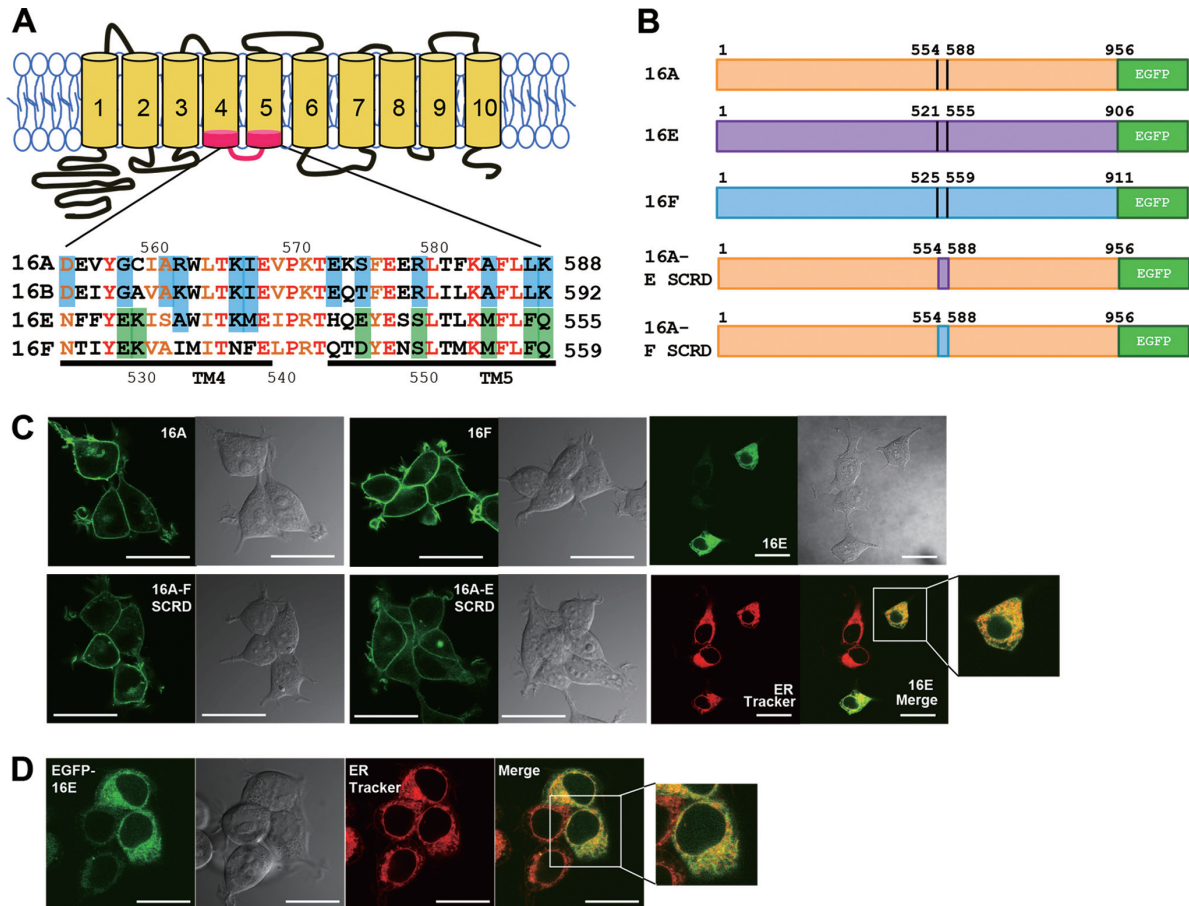 A
1 2 3 4 5 6 7 8 9 10
560 570 580
16A DEVYGCIARWLTKIEVPKTEKSFEERLTFKAFLLK 588
16B DEIYGAVAKWLTKIEVPKTEQTFEERLILKAFLLK 592
16E NFFYEKISAWITKMEIPRTHQEYESSLTLKMFLFQ 555
16F NTIYEKVAIMITNFELPRTQTDYENSLTMKMFLFQ 559
530 TM4 540 550 TM5
B
1 554 588 956
16A EGFP
1 521 555 906
16E EGFP
1 525 559 911
16F EGFP
1 554 588 956
16A-
E SCRD EGFP
1 554 588 956
16A-
F SCRD EGFP
C
16A 16F 16E
16A-F
SCRD
16A-E
SCRD
ER
Tracker
16E
Merge
D
EGFP-
16E
ER
Tracker
Merge